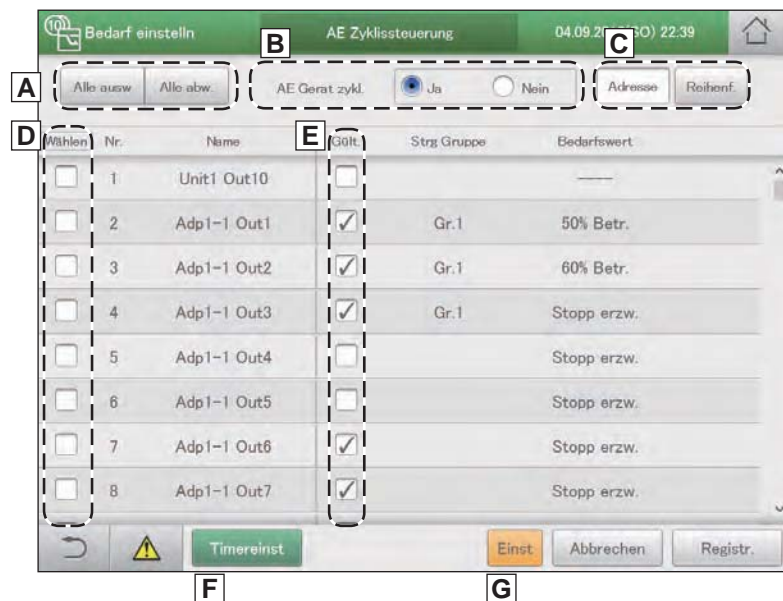 Bedarf einstelln AE Zyklissteuerung 22:39
B C
A Alle ausw Alle abw. AE Gerat zykl. Ja Nein Adresse Reihenf.
D E
Wählen Nr. Name Gült. Strg Gruppe Bedarfswert
1 Unit1 Out10 ----
2 Adp1-1 Out1 Gr.1 50% Betr.
3 Adp1-1 Out2 Gr.1 60% Betr.
4 Adp1-1 Out3 Gr.1 Stopp erzw.
5 Adp1-1 Out4 Stopp erzw.
6 Adp1-1 Out5 Stopp erzw.
7 Adp1-1 Out6 Stopp erzw.
8 Adp1-1 Out7 Stopp erzw.
Timereinst Einst Abbrechen Registr.
F G